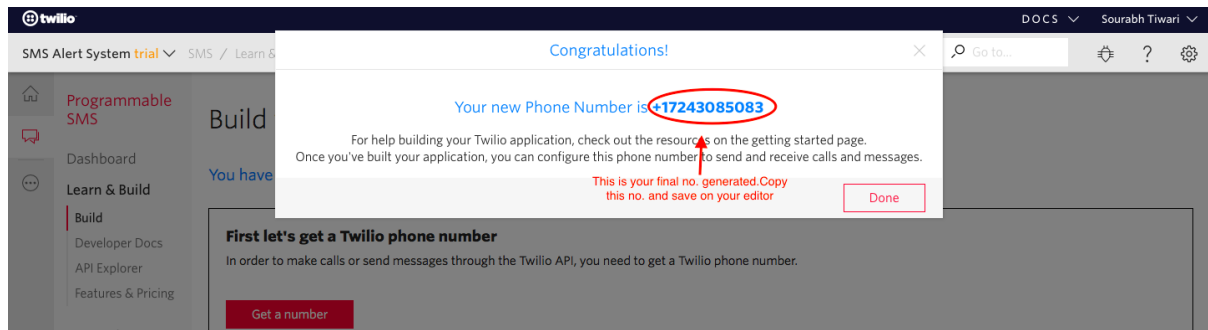 twilio
DOCS
Sourabh Tiwari
SMS Alert System trial
SMS / Learn &
Go to...
Congratulations!
Your new Phone Number is +17243085083
For help building your Twilio application, check out the resources on the getting started page.
Once you've built your application, you can configure this phone number to send and receive calls and messages.
This is your final no. generated.Copy
this no. and save on your editor
Done
Programmable
SMS
Dashboard
Learn & Build
Build
Developer Docs
API Explorer
Features & Pricing
Build
You have
First let's get a Twilio phone number
In order to make calls or send messages through the Twilio API, you need to get a Twilio phone number.
Get a number